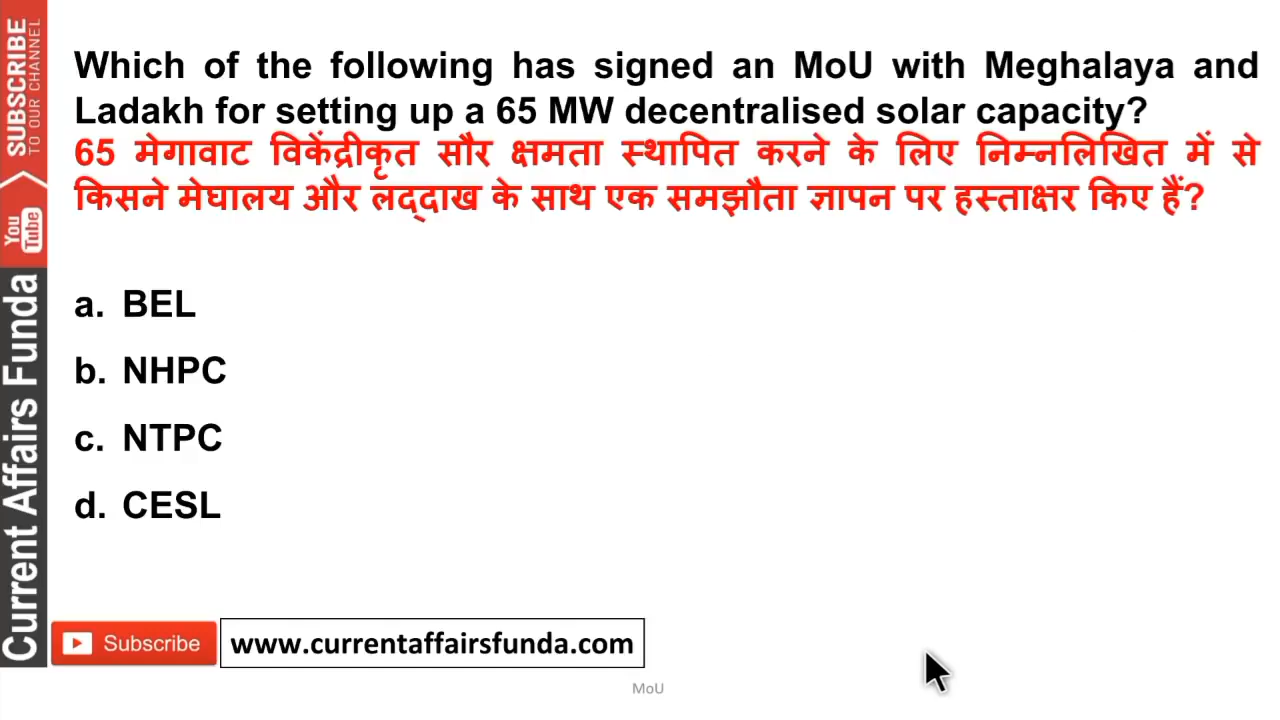 Which of the following has signed an MoU with Meghalaya and
Ladakh for setting up a 65 MW decentralised solar capacity?
65 मेगावाट विकेंद्रीकृत सौर क्षमता स्थापित करने के लिए निम्नलिखित में से
किसने मेघालय और लद्दाख के साथ एक समझौता ज्ञापन पर हस्ताक्षर किए हैं?
a. BEL
b. NHPC
c. NTPC
d. CESL
SUBSCRIBE
TO OUR CHANNEL
You
Tube
Current Affairs Funda
Subscribe
www.currentaffairsfunda.com
MoU